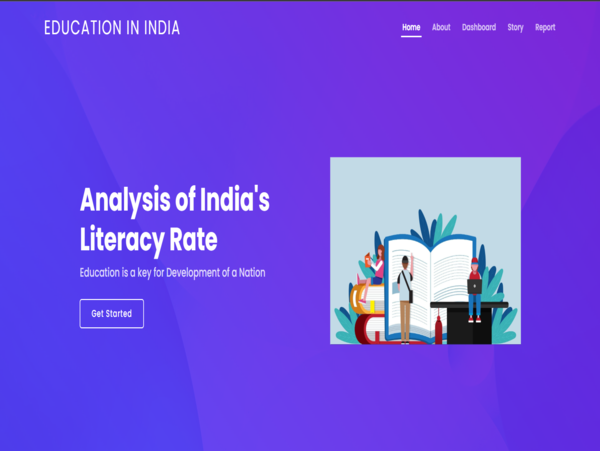 EDUCATION IN INDIA
Home About Dashboard Story Report
Analysis of India's
Literacy Rate
Education is a key for Development of a Nation
Get Started